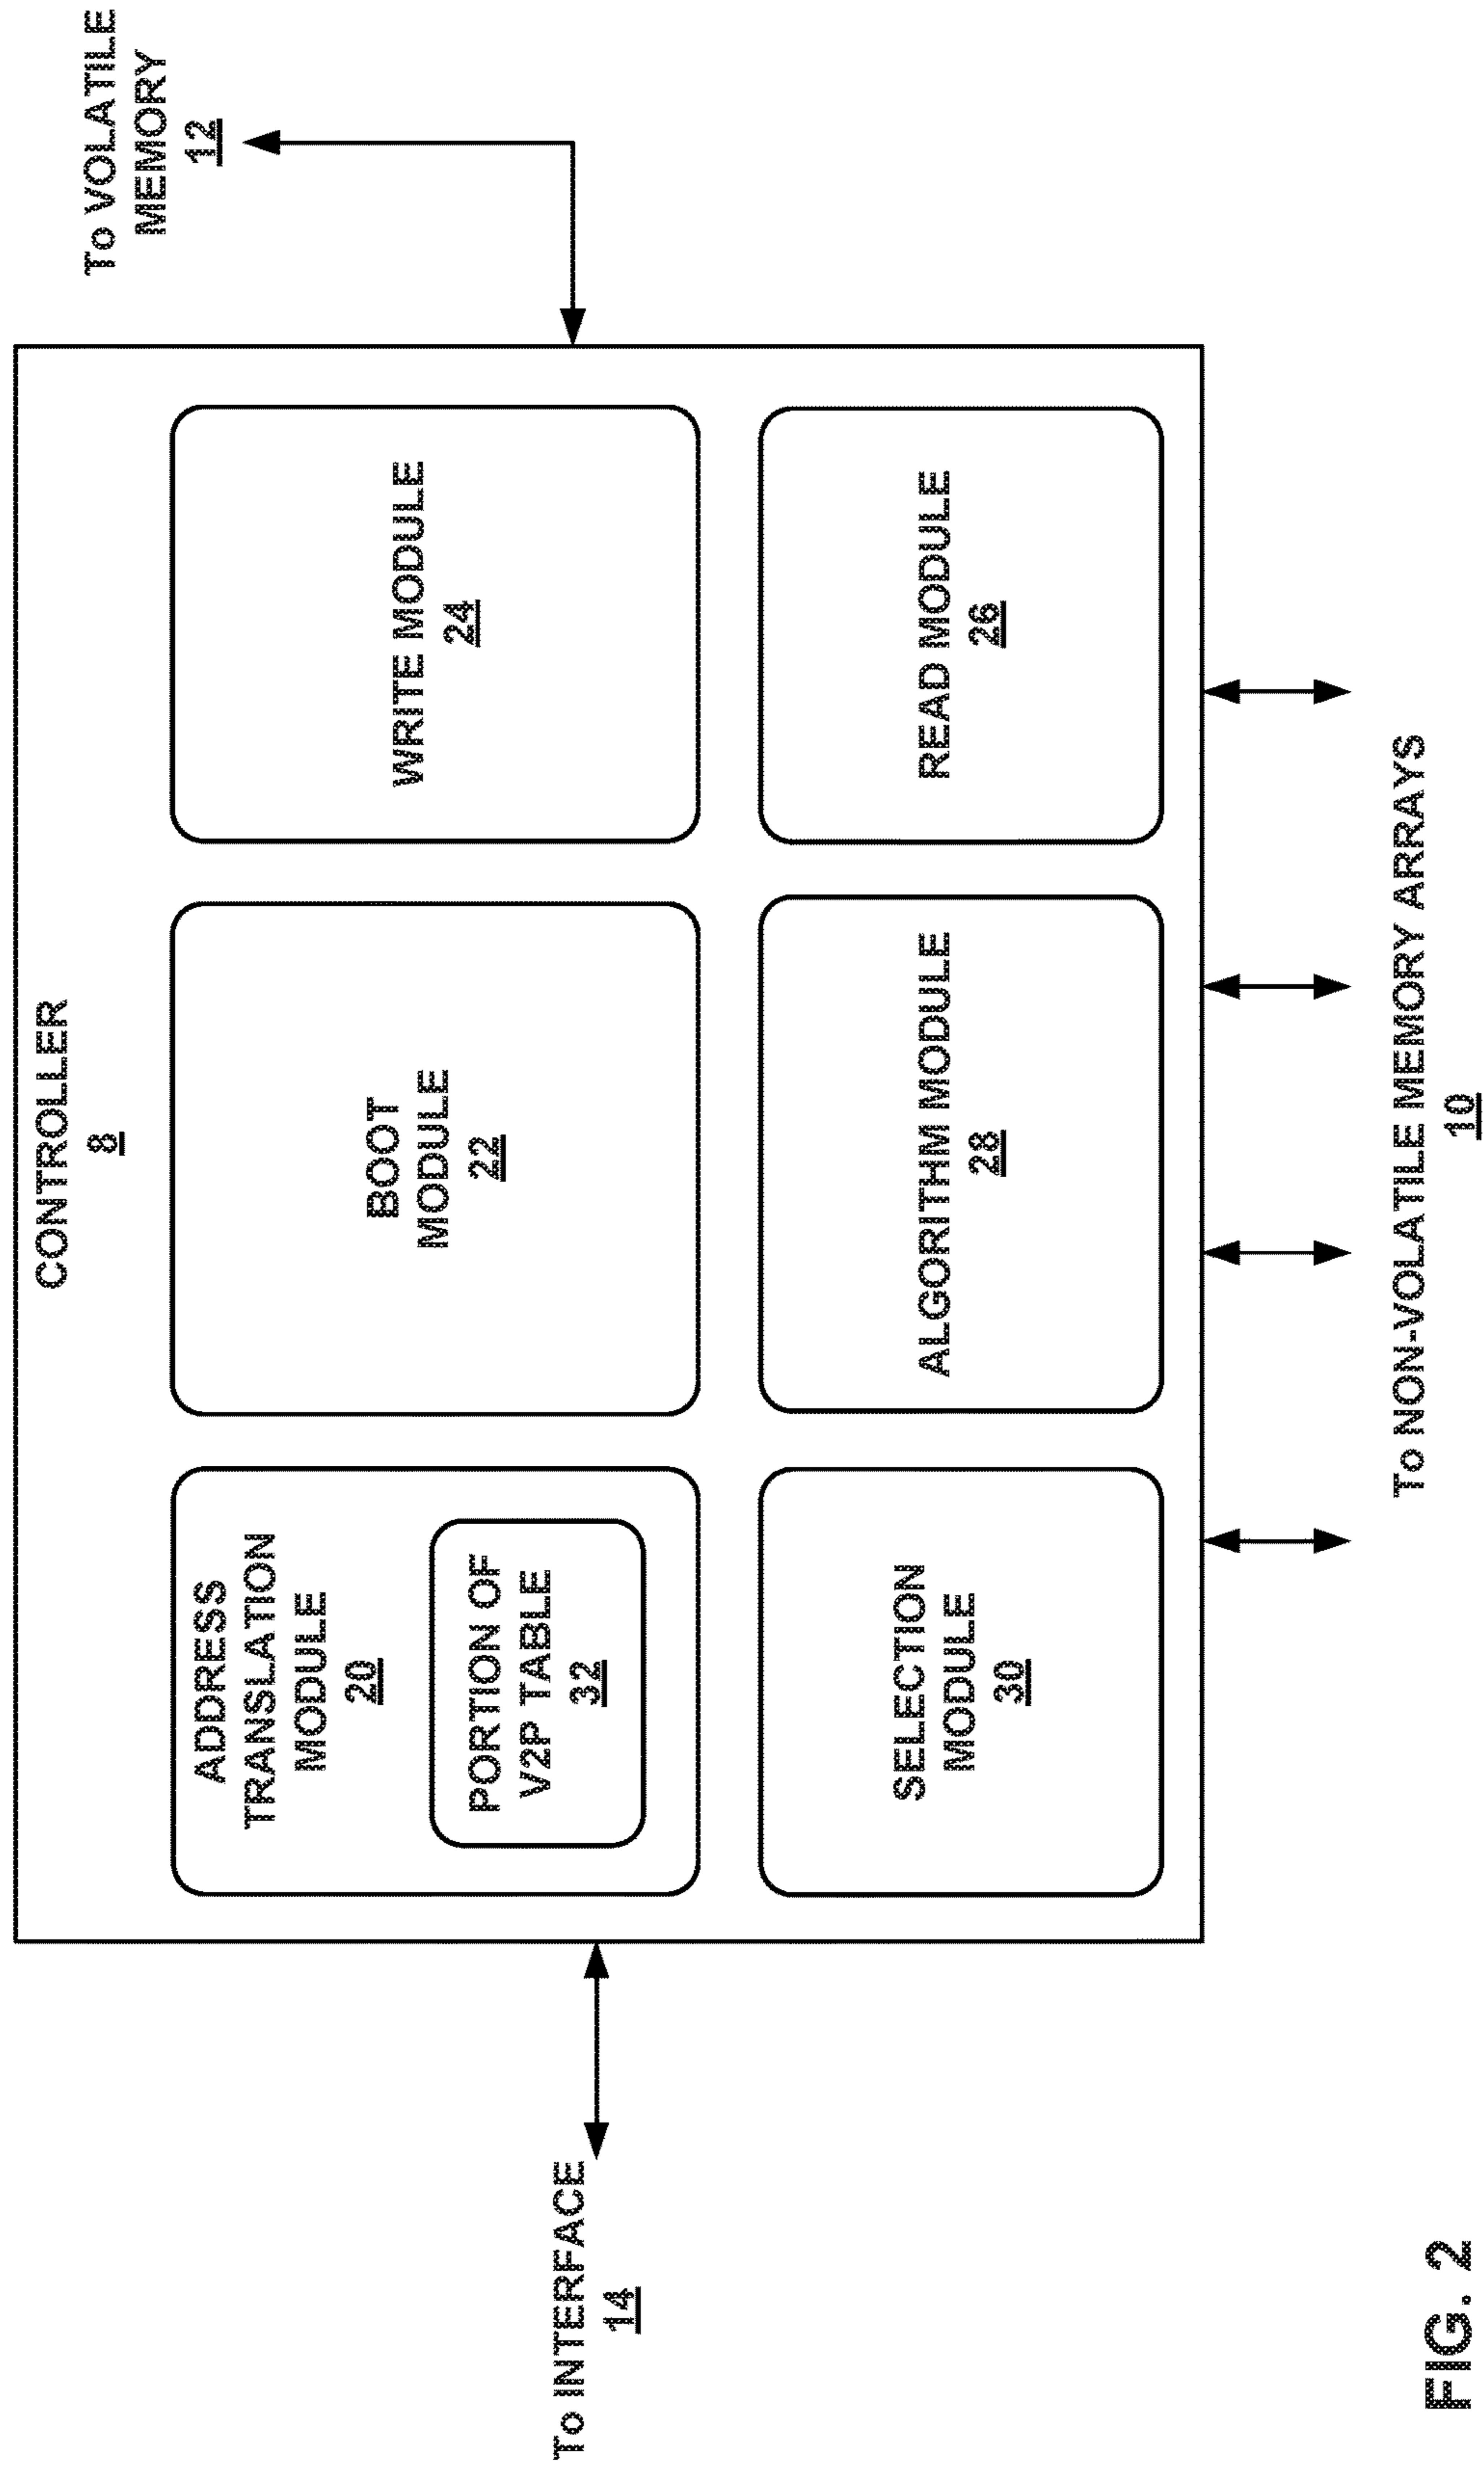 CONTROLLER
8
To VOLATILE
MEMORY
12
ADDRESS
TRANSLATION
MODULE
20
PORTION OF
V2P TABLE
32
BOOT
MODULE
22
WRITE MODULE
24
SELECTION
MODULE
30
ALGORITHM MODULE
28
READ MODULE
26
To INTERFACE
14
To NON-VOLATILE MEMORY ARRAYS
10
FIG. 2